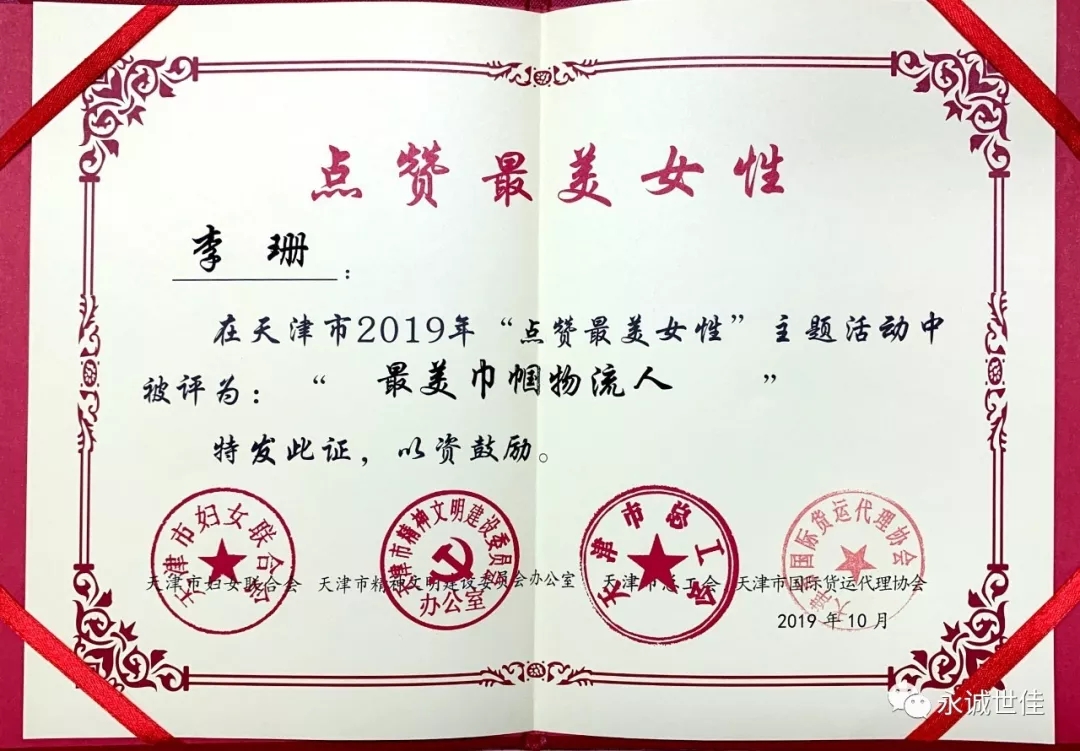 点赞最美女性
李 珊：
在天津市2019年“点赞最美女性”主题活动中
被评为：“ 最美巾帼物流人 ”
特发此证，以资鼓励。
天津市妇女联合会
天津市精神文明建设委员会
办公室
天津市总工会
天津市国际货运代理协会
天津市妇女联合会 天津市精神文明建设委员会办公室 天津市总工会 天津市国际货运代理协会
2019 年 10 月
永诚世佳